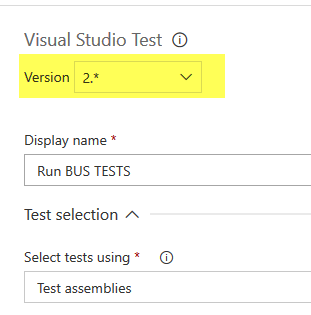 Visual Studio Test
Version 2.*
Display name *
Run BUS TESTS
Test selection
Select tests using *
Test assemblies